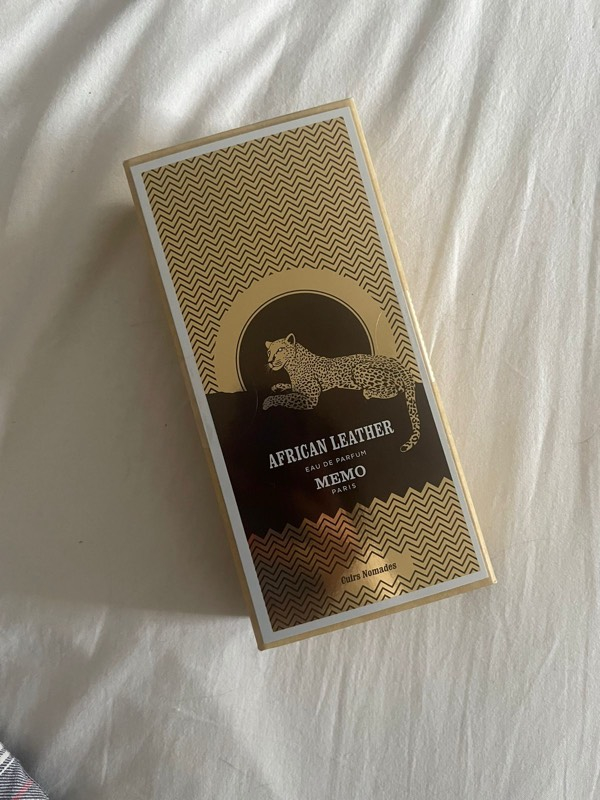 AFRICAN LEATHER
EAU DE PARFUM
MEMO
PARIS
Cuirs Nomades